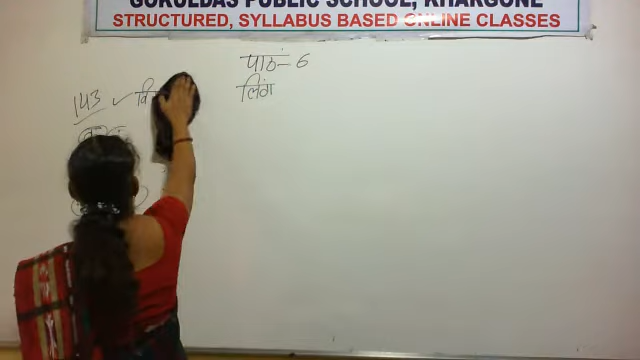 GOKULDAS PUBLIC SCHOOL, KHARGONE
STRUCTURED, SYLLABUS BASED ONLINE CLASSES
पाठं- 6
लिंग
143 ✓ वि